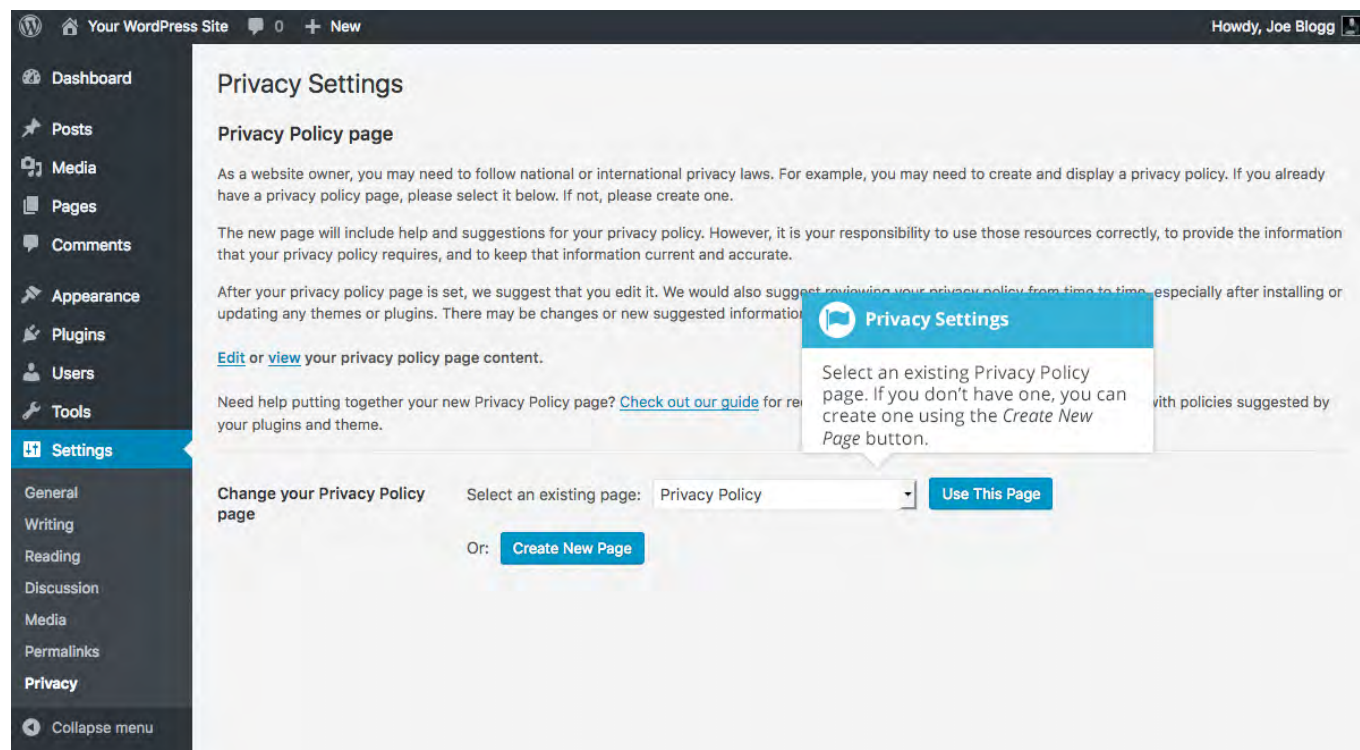 Your WordPress Site 0 + New Howdy, Joe Blogg
Dashboard
Posts
Media
Pages
Comments
Appearance
Plugins
Users
Tools
Settings
General
Writing
Reading
Discussion
Media
Permalinks
Privacy
Collapse menu
Privacy Settings
Privacy Policy page
As a website owner, you may need to follow national or international privacy laws. For example, you may need to create and display a privacy policy. If you already
have a privacy policy page, please select it below. If not, please create one.
The new page will include help and suggestions for your privacy policy. However, it is your responsibility to use those resources correctly, to provide the information
that your privacy policy requires, and to keep that information current and accurate.
After your privacy policy page is set, we suggest that you edit it. We would also suggest reviewing your privacy policy from time to time, especially after installing or
updating any themes or plugins. There may be changes or new suggested information
Edit or view your privacy policy page content.
Need help putting together your new Privacy Policy page? Check out our guide for with policies suggested by
your plugins and theme.
Privacy Settings
Select an existing Privacy Policy
page. If you don't have one, you can
create one using the Create New
Page button.
Change your Privacy Policy
page
Select an existing page: Privacy Policy Use This Page
Or: Create New Page